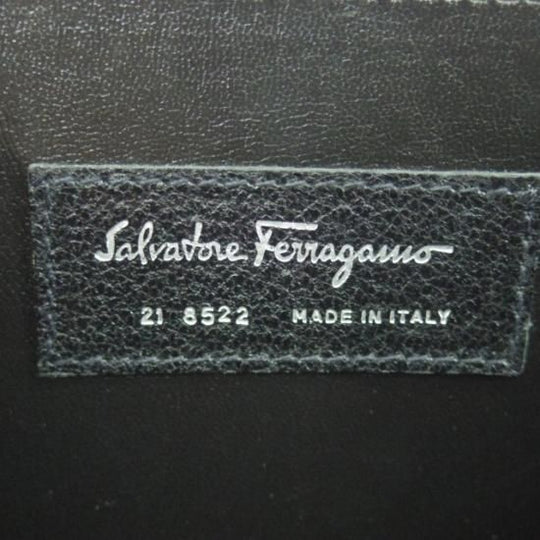 Salvatore Ferragamo
21 8522 MADE IN ITALY